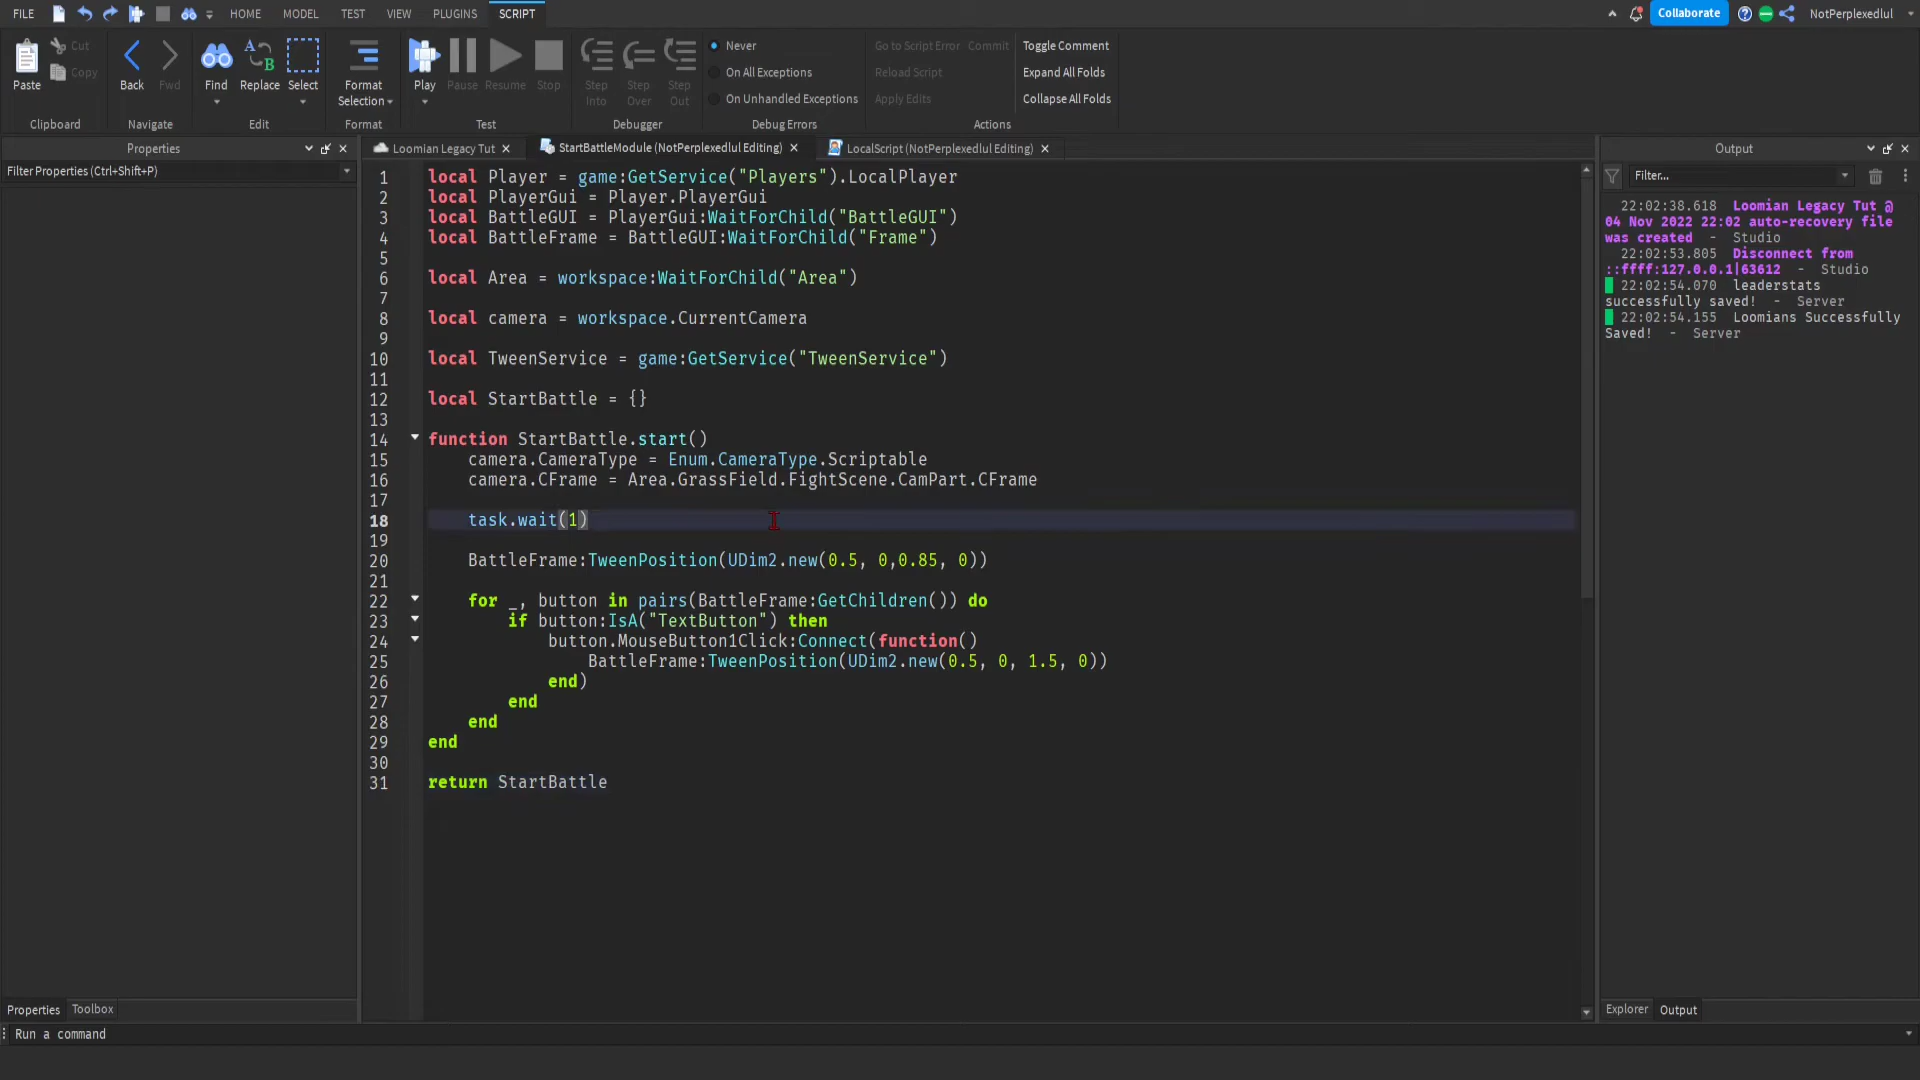 FILE HOME MODEL TEST VIEW PLUGINS SCRIPT Collaborate NotPerplexedlul
Paste Cut Copy
Clipboard
Back Fwd
Navigate
Find Replace Select
Edit
Format Selection
Format
Play Pause Resume Stop
Test
Step Into Step Over Step Out
Debugger
Never
On All Exceptions
On Unhandled Exceptions
Debug Errors
Go to Script Error Commit
Reload Script
Apply Edits
Toggle Comment
Expand All Folds
Collapse All Folds
Actions
Properties
Filter Properties (Ctrl+Shift+P)
Loomian Legacy Tut StartBattleModule (NotPerplexedlul Editing) LocalScript (NotPerplexedlul Editing)
1 local Player = game:GetService("Players").LocalPlayer
2 local PlayerGui = Player.PlayerGui
3 local BattleGUI = PlayerGui:WaitForChild("BattleGUI")
4 local BattleFrame = BattleGUI:WaitForChild("Frame")
5
6 local Area = workspace:WaitForChild("Area")
7
8 local camera = workspace.CurrentCamera
9
10 local TweenService = game:GetService("TweenService")
11
12 local StartBattle = {}
13
14 function StartBattle.start()
15 camera.CameraType = Enum.CameraType.Scriptable
16 camera.CFrame = Area.GrassField.FightScene.CamPart.CFrame
17
18 task.wait(1)
19
20 BattleFrame:TweenPosition(UDim2.new(0.5, 0,0.85, 0))
21
22 for _, button in pairs(BattleFrame:GetChildren()) do
23 if button:IsA("TextButton") then
24 button.MouseButton1Click:Connect(function()
25 BattleFrame:TweenPosition(UDim2.new(0.5, 0, 1.5, 0))
26 end)
27 end
28 end
29 end
30
31 return StartBattle
Output
Filter...
22:02:38.618 Loomian Legacy Tut @
04 Nov 2022 22:02 auto-recovery file
was created - Studio
22:02:53.805 Disconnect from
::ffff:127.0.0.1|63612 - Studio
22:02:54.070 leaderstats
successfully saved! - Server
22:02:54.155 Loomians Successfully
Saved! - Server
Properties Toolbox
Explorer Output
Run a command